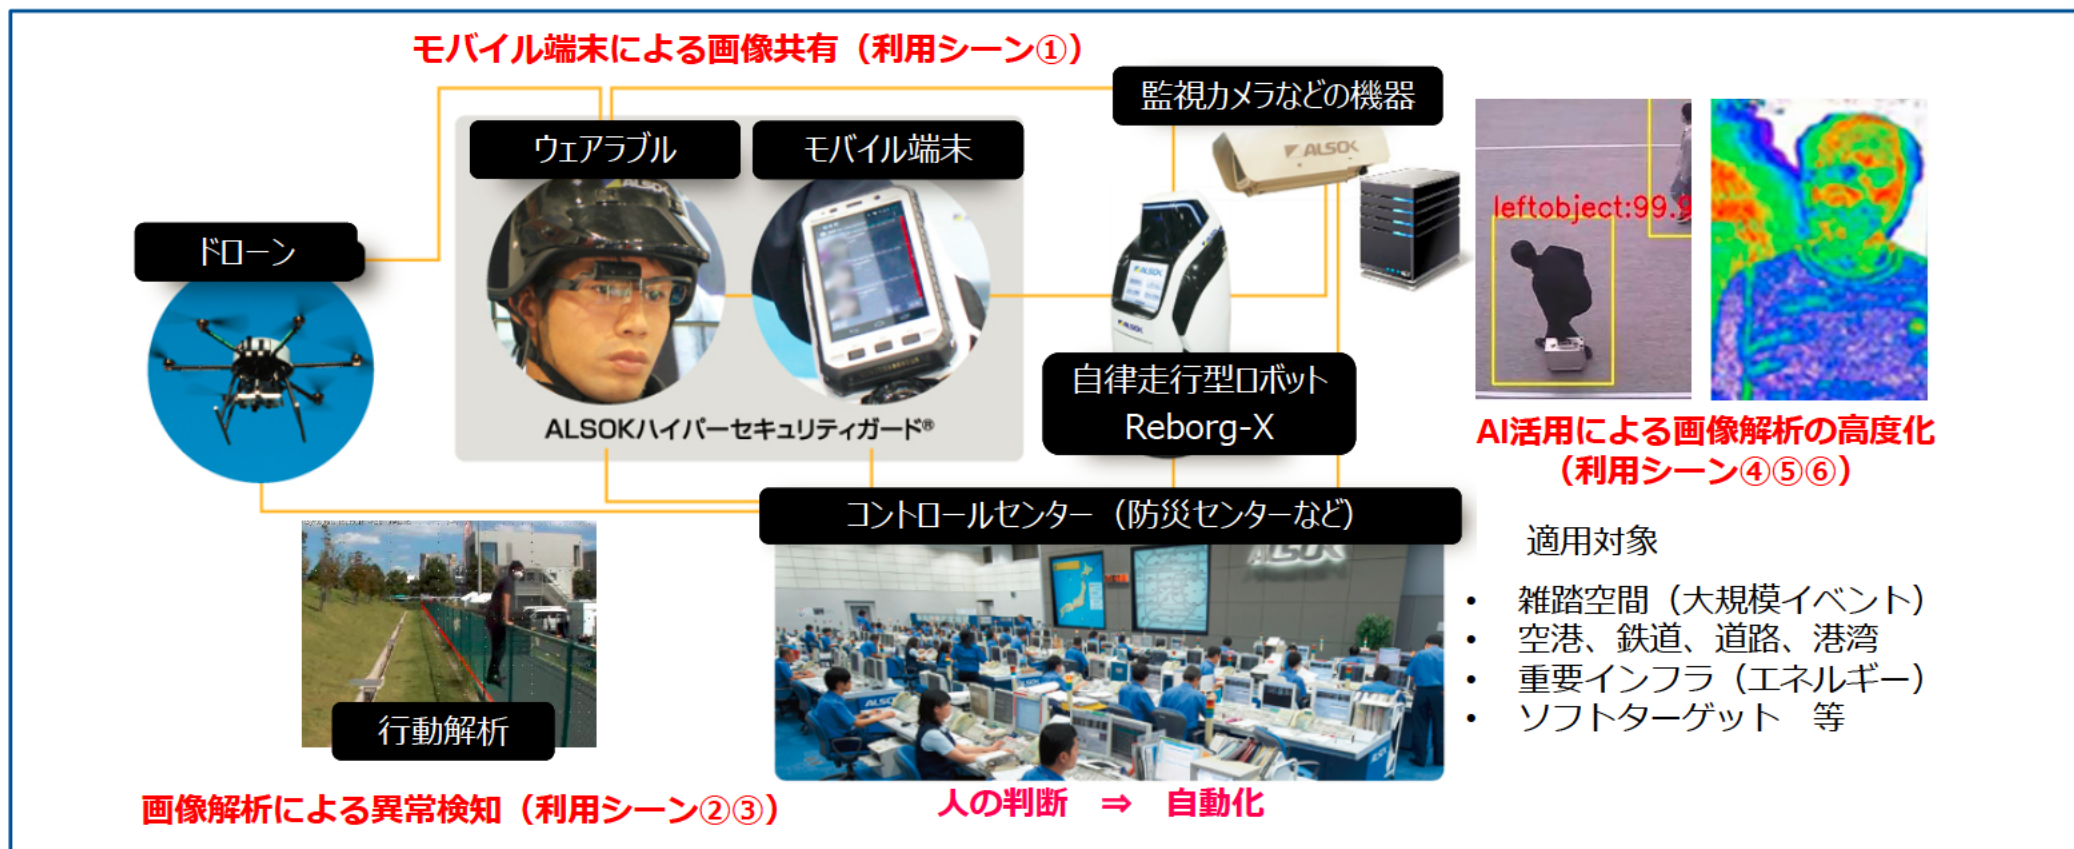 モバイル端末による画像共有（利用シーン①）
監視カメラなどの機器
ウェアラブル
モバイル端末
ALSOK
ALSOK
leftobject:99.9
ドローン
ALSOK
ALSOK
ALSOKハイパーセキュリティガード®
自律走行型ロボット
Reborg-X
AI活用による画像解析の高度化
（利用シーン④⑤⑥）
コントロールセンター（防災センターなど）
ALSOK
ALSOK
適用対象
• 雑踏空間（大規模イベント）
• 空港、鉄道、道路、港湾
• 重要インフラ（エネルギー）
• ソフトターゲット　等
行動解析
画像解析による異常検知（利用シーン②③）
人の判断　⇒　自動化